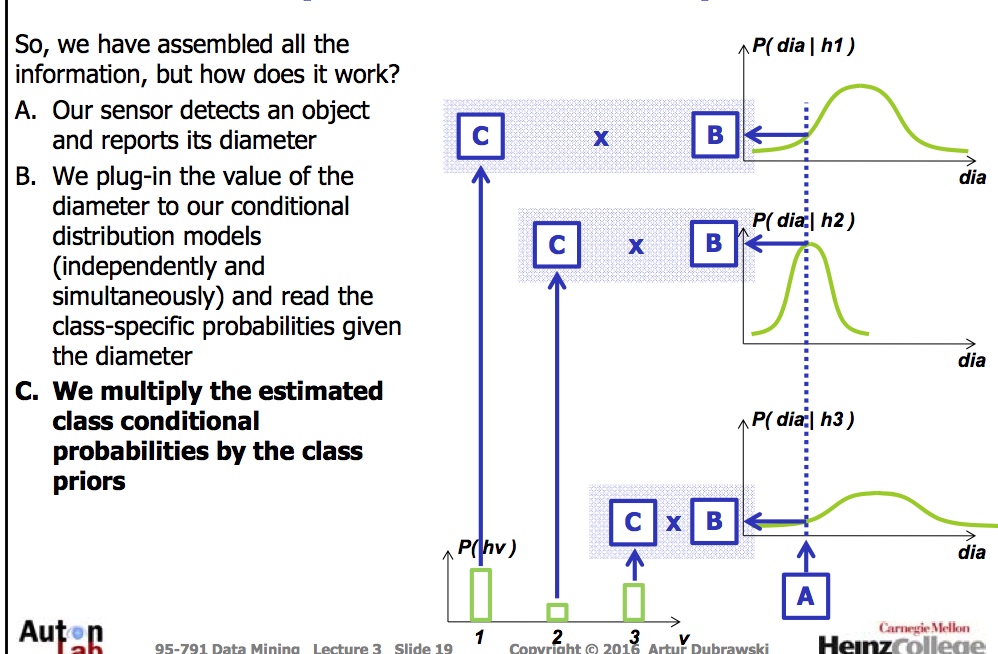 So, we have assembled all the
information, but how does it work?
A. Our sensor detects an object
and reports its diameter
B. We plug-in the value of the
diameter to our conditional
distribution models
(independently and
simultaneously) and read the
class-specific probabilities given
the diameter
C. We multiply the estimated
class conditional
probabilities by the class
priors
P( dia | h1 )
C x B
dia
P( dia | h2 )
C x B
dia
P( dia | h3 )
C x B
dia
P( hv )
A
1 2 3 v
Auton
Lab
95-791 Data Mining Lecture 3 Slide 19
Copyright © 2016 Artur Dubrawski
Carnegie Mellon
HeinzCollege